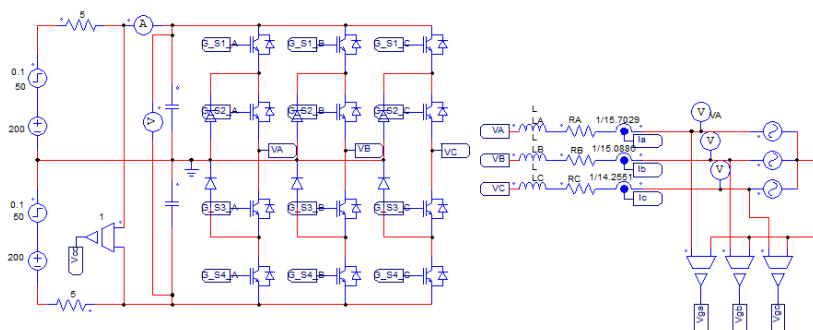 5
A
G_S1_A
G_S1_B
G_S1_C
0.1
50
200
V
G_S2_A
G_S2_B
G_S2_C
VA
VB
VC
0.1
50
200
1
Vcc
G_S3_A
G_S3_B
G_S3_C
G_S4_A
G_S4_B
G_S4_C
5
L
VA
LA
RA
1/15.7029
Ia
V
VA
L
VB
LB
RB
1/15.0880
Ib
V
L
VC
LC
RC
1/14.2551
Ic
V
Vga
Vgb
Vgc